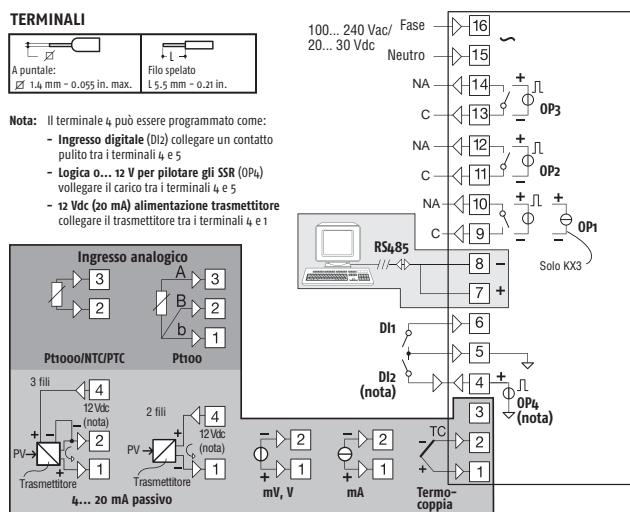 TERMINALI
A puntale:
∅ 1.4 mm - 0.055 in. max.
L
Filo spelato
L 5.5 mm - 0.21 in.
Nota: Il terminale 4 può essere programmato come:
- Ingresso digitale (DI2) collegare un contatto
pulito tra i terminali 4 e 5
- Logica 0... 12 V per pilotare gli SSR (OP4)
vollegare il carico tra i terminali 4 e 5
- 12 Vdc (20 mA) alimentazione trasmettitore
collegare il trasmettitore tra i terminali 4 e 1
100... 240 Vac/
20... 30 Vdc
Fase 16
~
Neutro 15
NA 14 +
C 13 − OP3
NA 12 +
C 11 − OP2
NA 10 +
C 9 − OP1
Solo KX3
RS485
8 −
7 +
DI1
6
5
DI2
(nota)
4 +
OP4
(nota)
3
TC
− 2
+ 1
Termo-
coppia
Ingresso analogico
3
2
Pt1000/NTC/PTC
A 3
B 2
b 1
Pt100
3 fili
4
12 Vdc
(nota)
PV
+ − −
2
+ 1
Trasmettitore
2 fili
4
12 Vdc
(nota)
PV
+ −
2
+ 1
Trasmettitore
4... 20 mA passivo
− 2
+ 1
mV, V
− 2
+ 1
mA